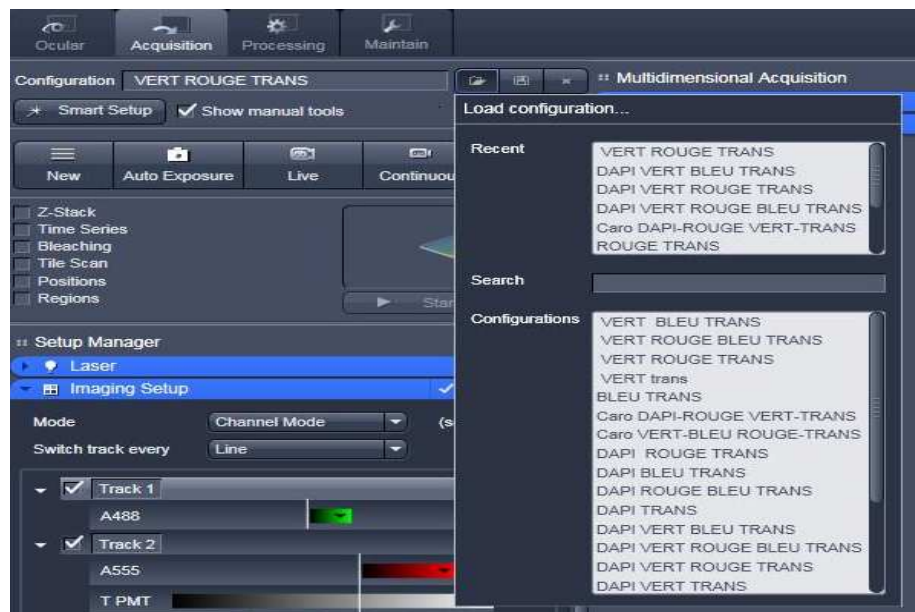 Ocular Acquisition Processing Maintain
Configuration VERT ROUGE TRANS
Smart Setup Show manual tools
New Auto Exposure Live Continuou
Z-Stack
Time Series
Bleaching
Tile Scan
Positions
Regions
Star
Setup Manager
Laser
Imaging Setup
Mode Channel Mode (s
Switch track every Line
Track 1
A488
Track 2
A555
T PMT
Multidimensional Acquisition
Load configuration...
Recent
VERT ROUGE TRANS
DAPI VERT BLEU TRANS
DAPI VERT ROUGE TRANS
DAPI VERT ROUGE BLEU TRANS
Caro DAPI-ROUGE VERT-TRANS
ROUGE TRANS
Search
Configurations
VERT BLEU TRANS
VERT ROUGE BLEU TRANS
VERT ROUGE TRANS
VERT trans
BLEU TRANS
Caro DAPI-ROUGE VERT-TRANS
Caro VERT-BLEU ROUGE-TRANS
DAPI ROUGE TRANS
DAPI BLEU TRANS
DAPI ROUGE BLEU TRANS
DAPI TRANS
DAPI VERT BLEU TRANS
DAPI VERT ROUGE BLEU TRANS
DAPI VERT ROUGE TRANS
DAPI VERT TRANS